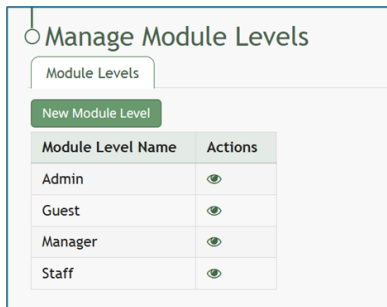 Manage Module Levels
Module Levels
New Module Level
Module Level Name Actions
Admin
Guest
Manager
Staff